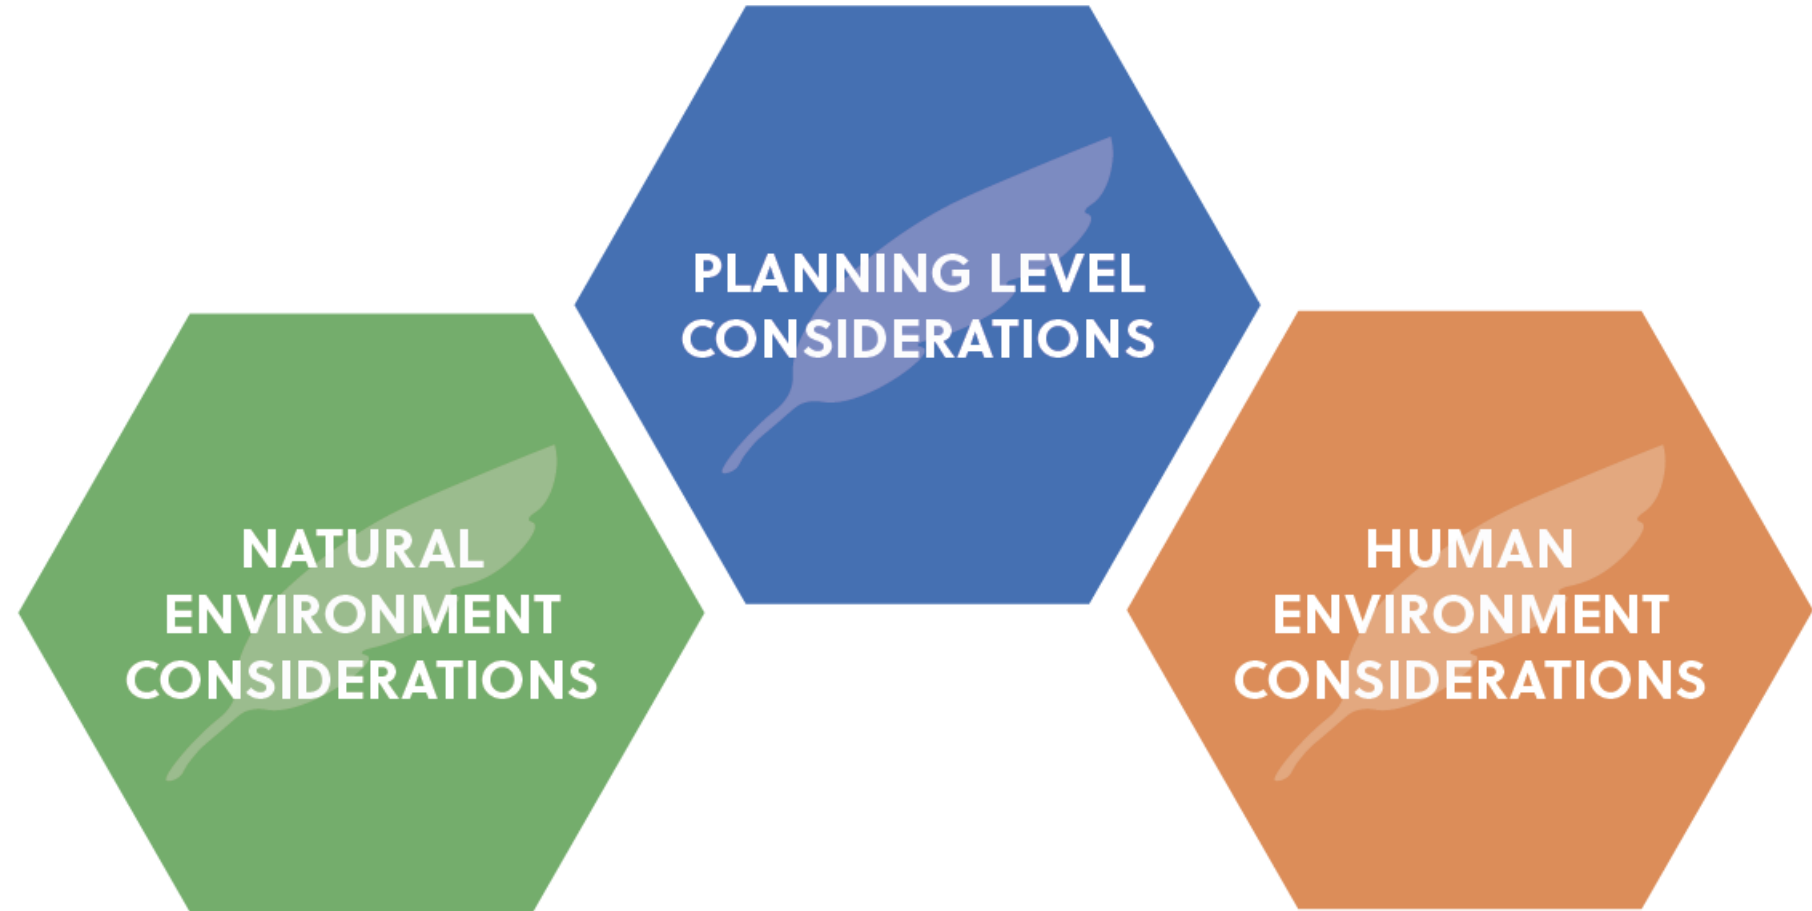 PLANNING LEVEL
CONSIDERATIONS
NATURAL
ENVIRONMENT
CONSIDERATIONS
HUMAN
ENVIRONMENT
CONSIDERATIONS